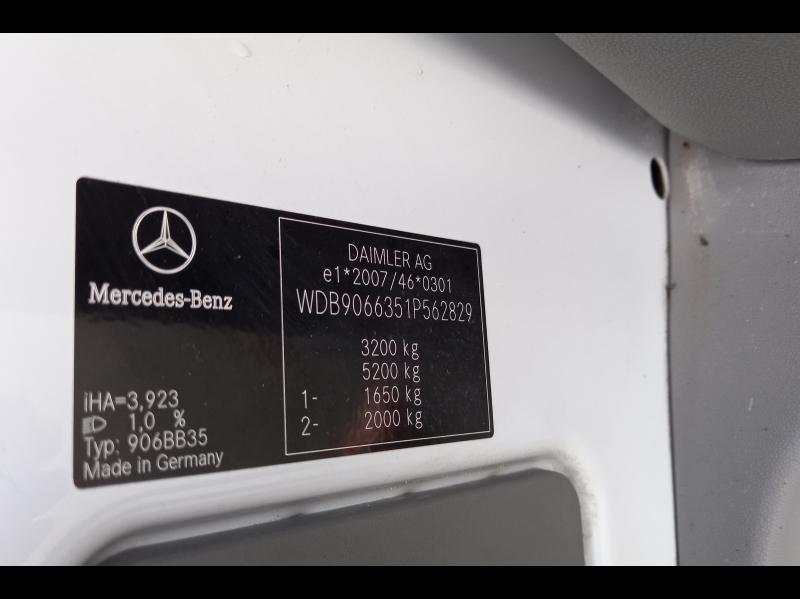 Mercedes-Benz
iHA=3,923
1,0 %
Typ: 906BB35
Made in Germany
DAIMLER AG
e1*2007/46*0301
WDB9066351P562829
3200 kg
5200 kg
1- 1650 kg
2- 2000 kg